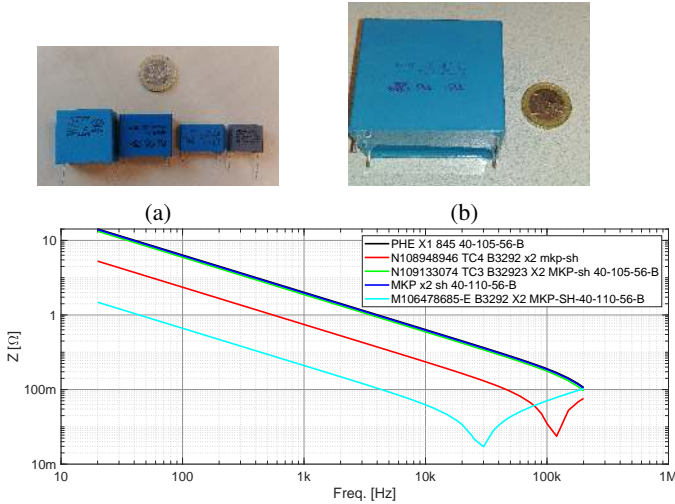 (a)
(b)
10
1
100m
10m
Z [Ω]
PHE X1 845 40-105-56-B
N108948946 TC4 B3292 x2 mkp-sh
N109133074 TC3 B32923 X2 MKP-sh 40-105-56-B
MKP x2 sh 40-110-56-B
M106478685-E B3292 X2 MKP-SH-40-110-56-B
10
100
1k
10k
100k
1M
Freq. [Hz]